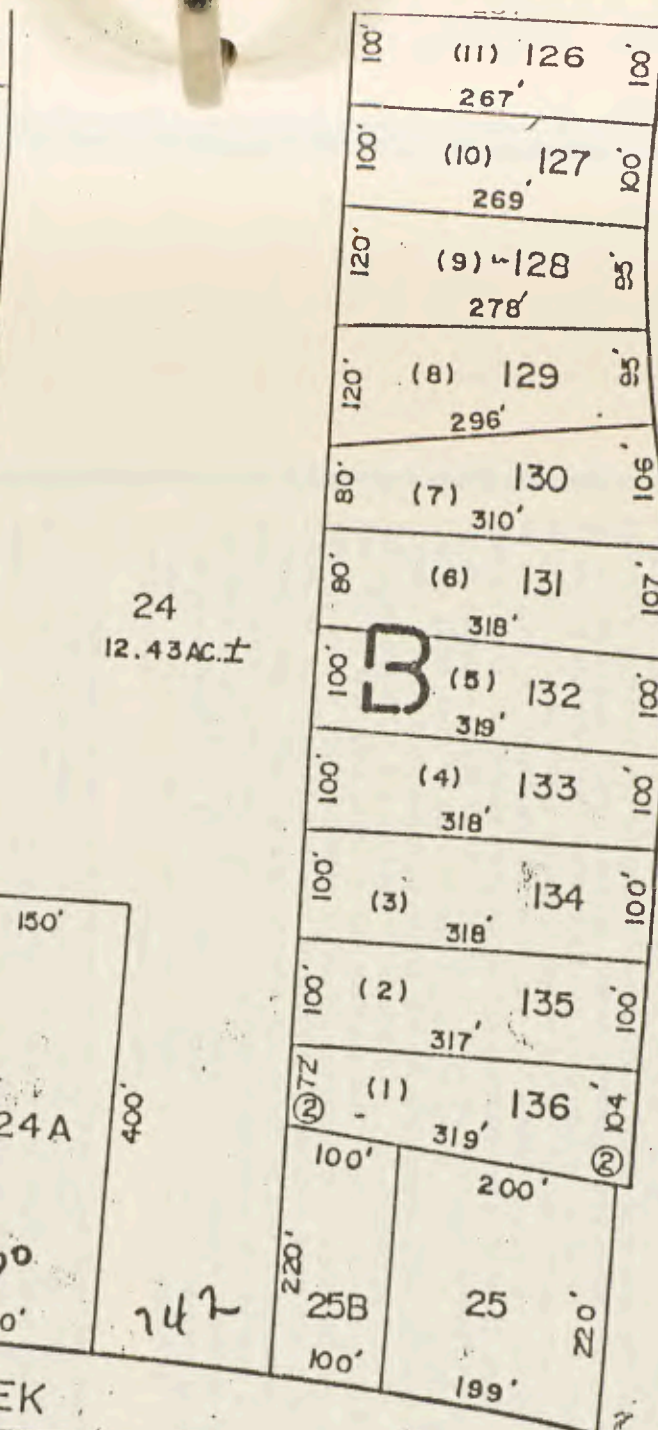 100' (11) 126 100'
267'
100' (10) 127 100'
269'
120' (9) 128 95'
278'
120' (8) 129 95'
296'
80' (7) 130 106'
310'
80' (6) 131 107'
318'
24
12.43 AC.±
B
100' (5) 132 100'
319'
100' (4) 133 100'
318'
100' (3) 134 100'
318'
100' (2) 135 100'
317'
72' (1) 136 104'
② 319' ②
150'
24A
400'
100' 200'
220' 25B 25 220'
100' 199'
742
0'
EK